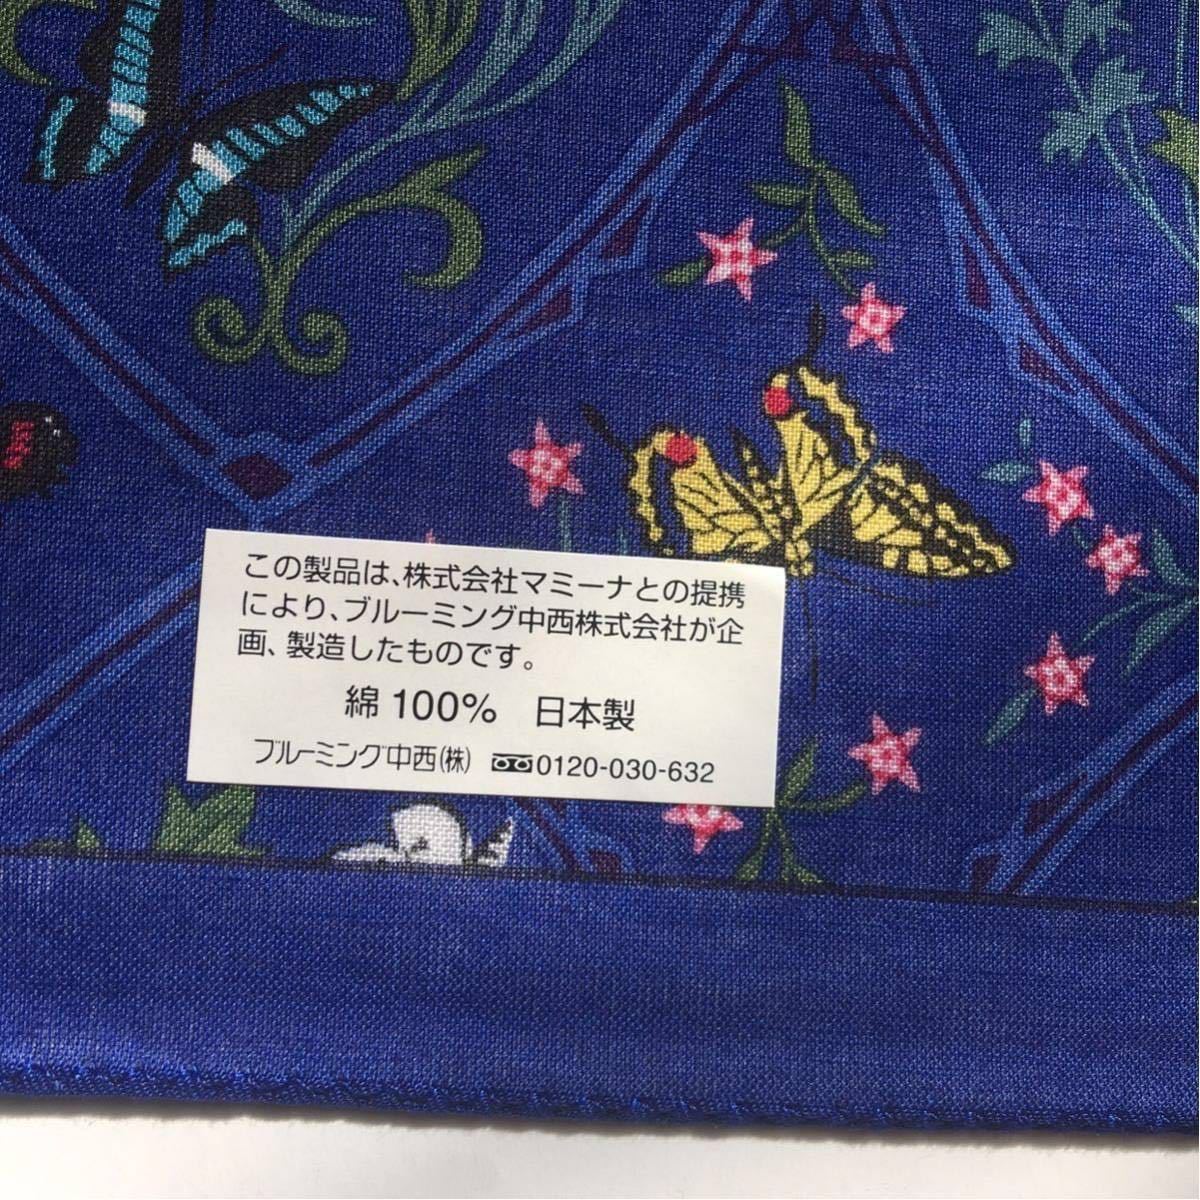 この製品は、株式会社マミーナとの提携
により、ブルーミング中西株式会社が企
画、製造したものです。
綿 100% 日本製
ブルーミング中西(株) 0120-030-632